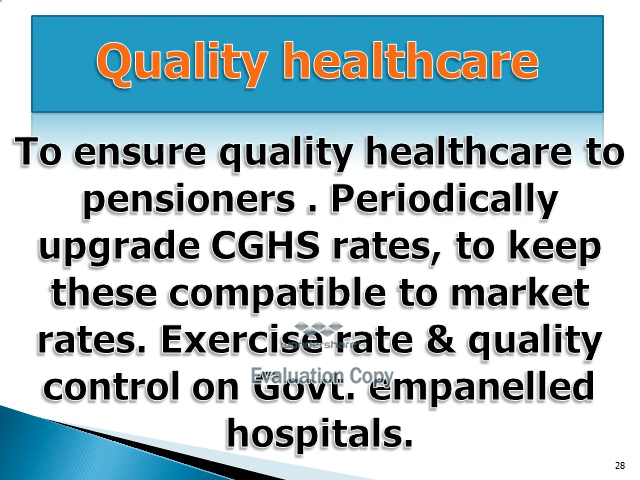 Quality healthcare
To ensure quality healthcare to
pensioners . Periodically
upgrade CGHS rates, to keep
these compatible to market
rates. Exercise rate & quality
control on Govt. empanelled
hospitals.
Evaluation Copy
28